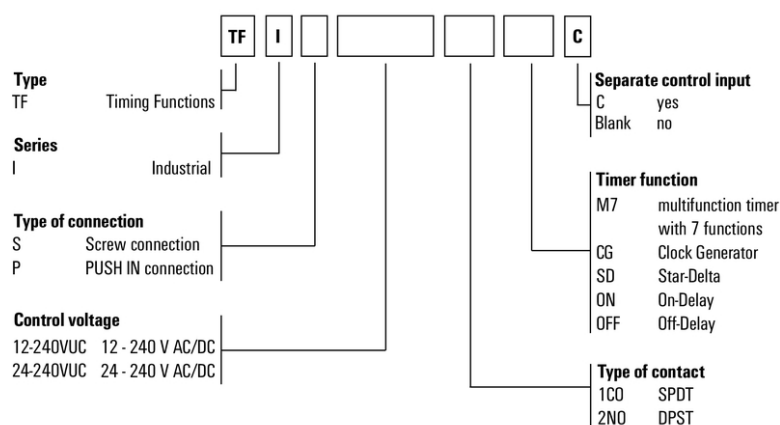 TF I C
Type
TF Timing Functions
Series
I Industrial
Type of connection
S Screw connection
P PUSH IN connection
Control voltage
12-240VUC 12 - 240 V AC/DC
24-240VUC 24 - 240 V AC/DC
Separate control input
C yes
Blank no
Timer function
M7 multifunction timer
with 7 functions
CG Clock Generator
SD Star-Delta
ON On-Delay
OFF Off-Delay
Type of contact
1CO SPDT
2NO DPST